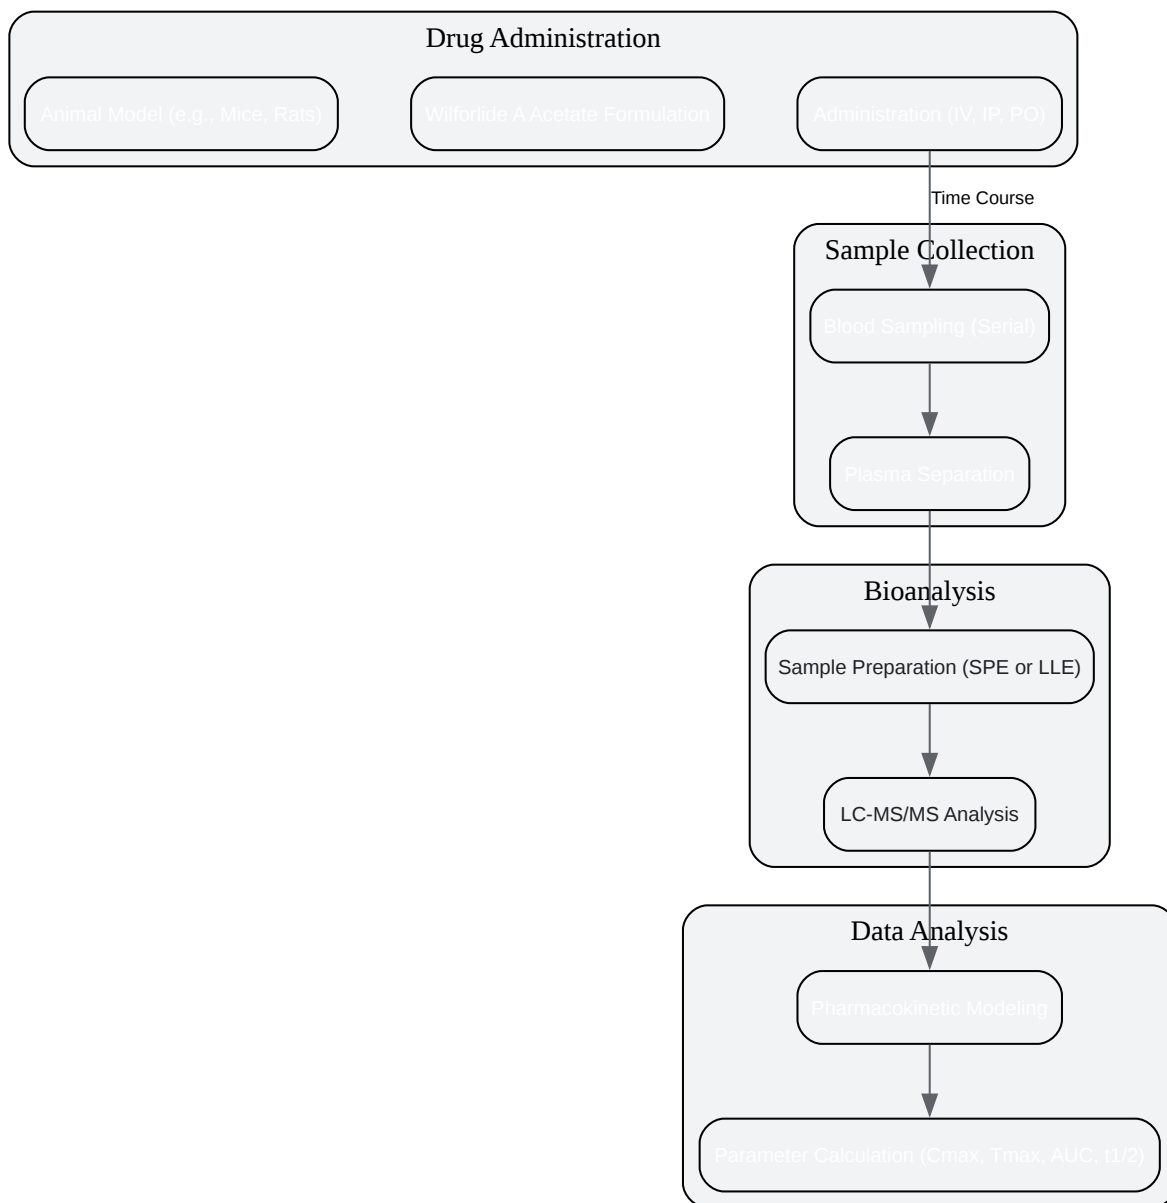 Drug Administration
Animal Model (e.g., Mice, Rats)
Wilforlide A Acetate Formulation
Administration (IV, IP, PO)
Time Course
Sample Collection
Blood Sampling (Serial)
Plasma Separation
Bioanalysis
Sample Preparation (SPE or LLE)
LC-MS/MS Analysis
Data Analysis
Pharmacokinetic Modeling
Parameter Calculation (Cmax, Tmax, AUC, t1/2)